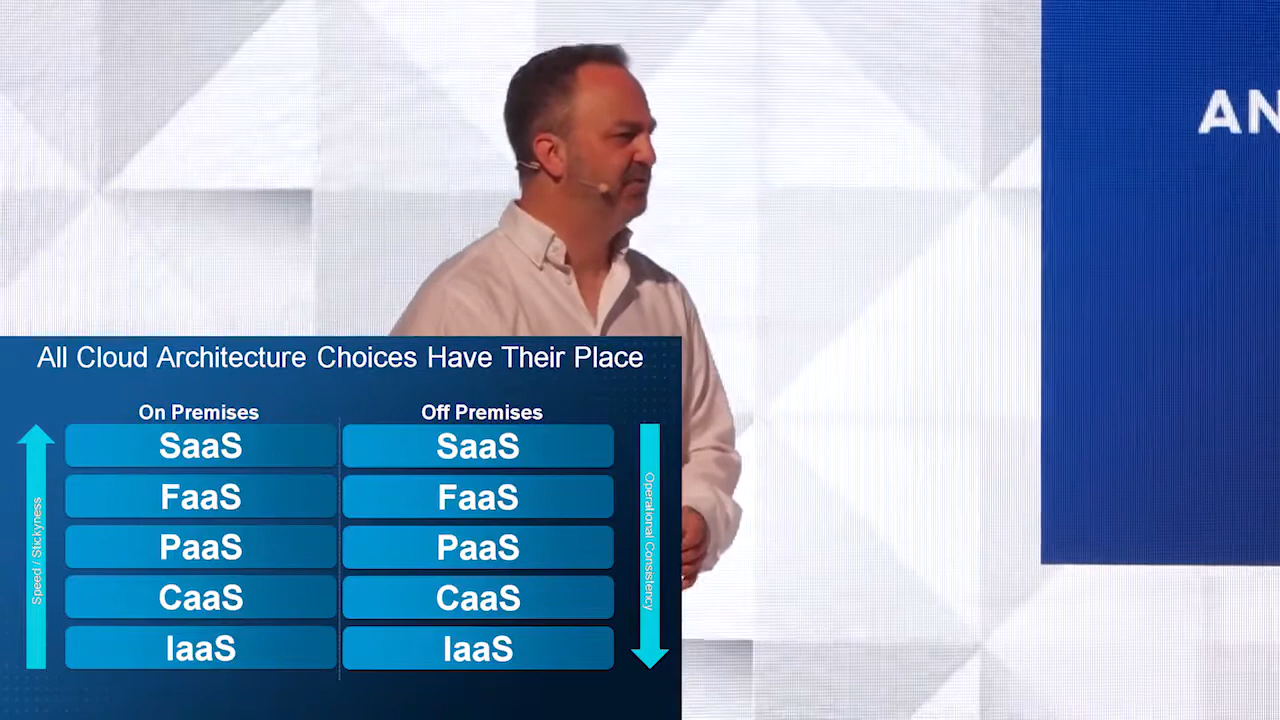 AN
All Cloud Architecture Choices Have Their Place
On Premises
Off Premises
SaaS
SaaS
FaaS
FaaS
PaaS
PaaS
CaaS
CaaS
IaaS
IaaS
Speed / Stickyness
Operational Consistency